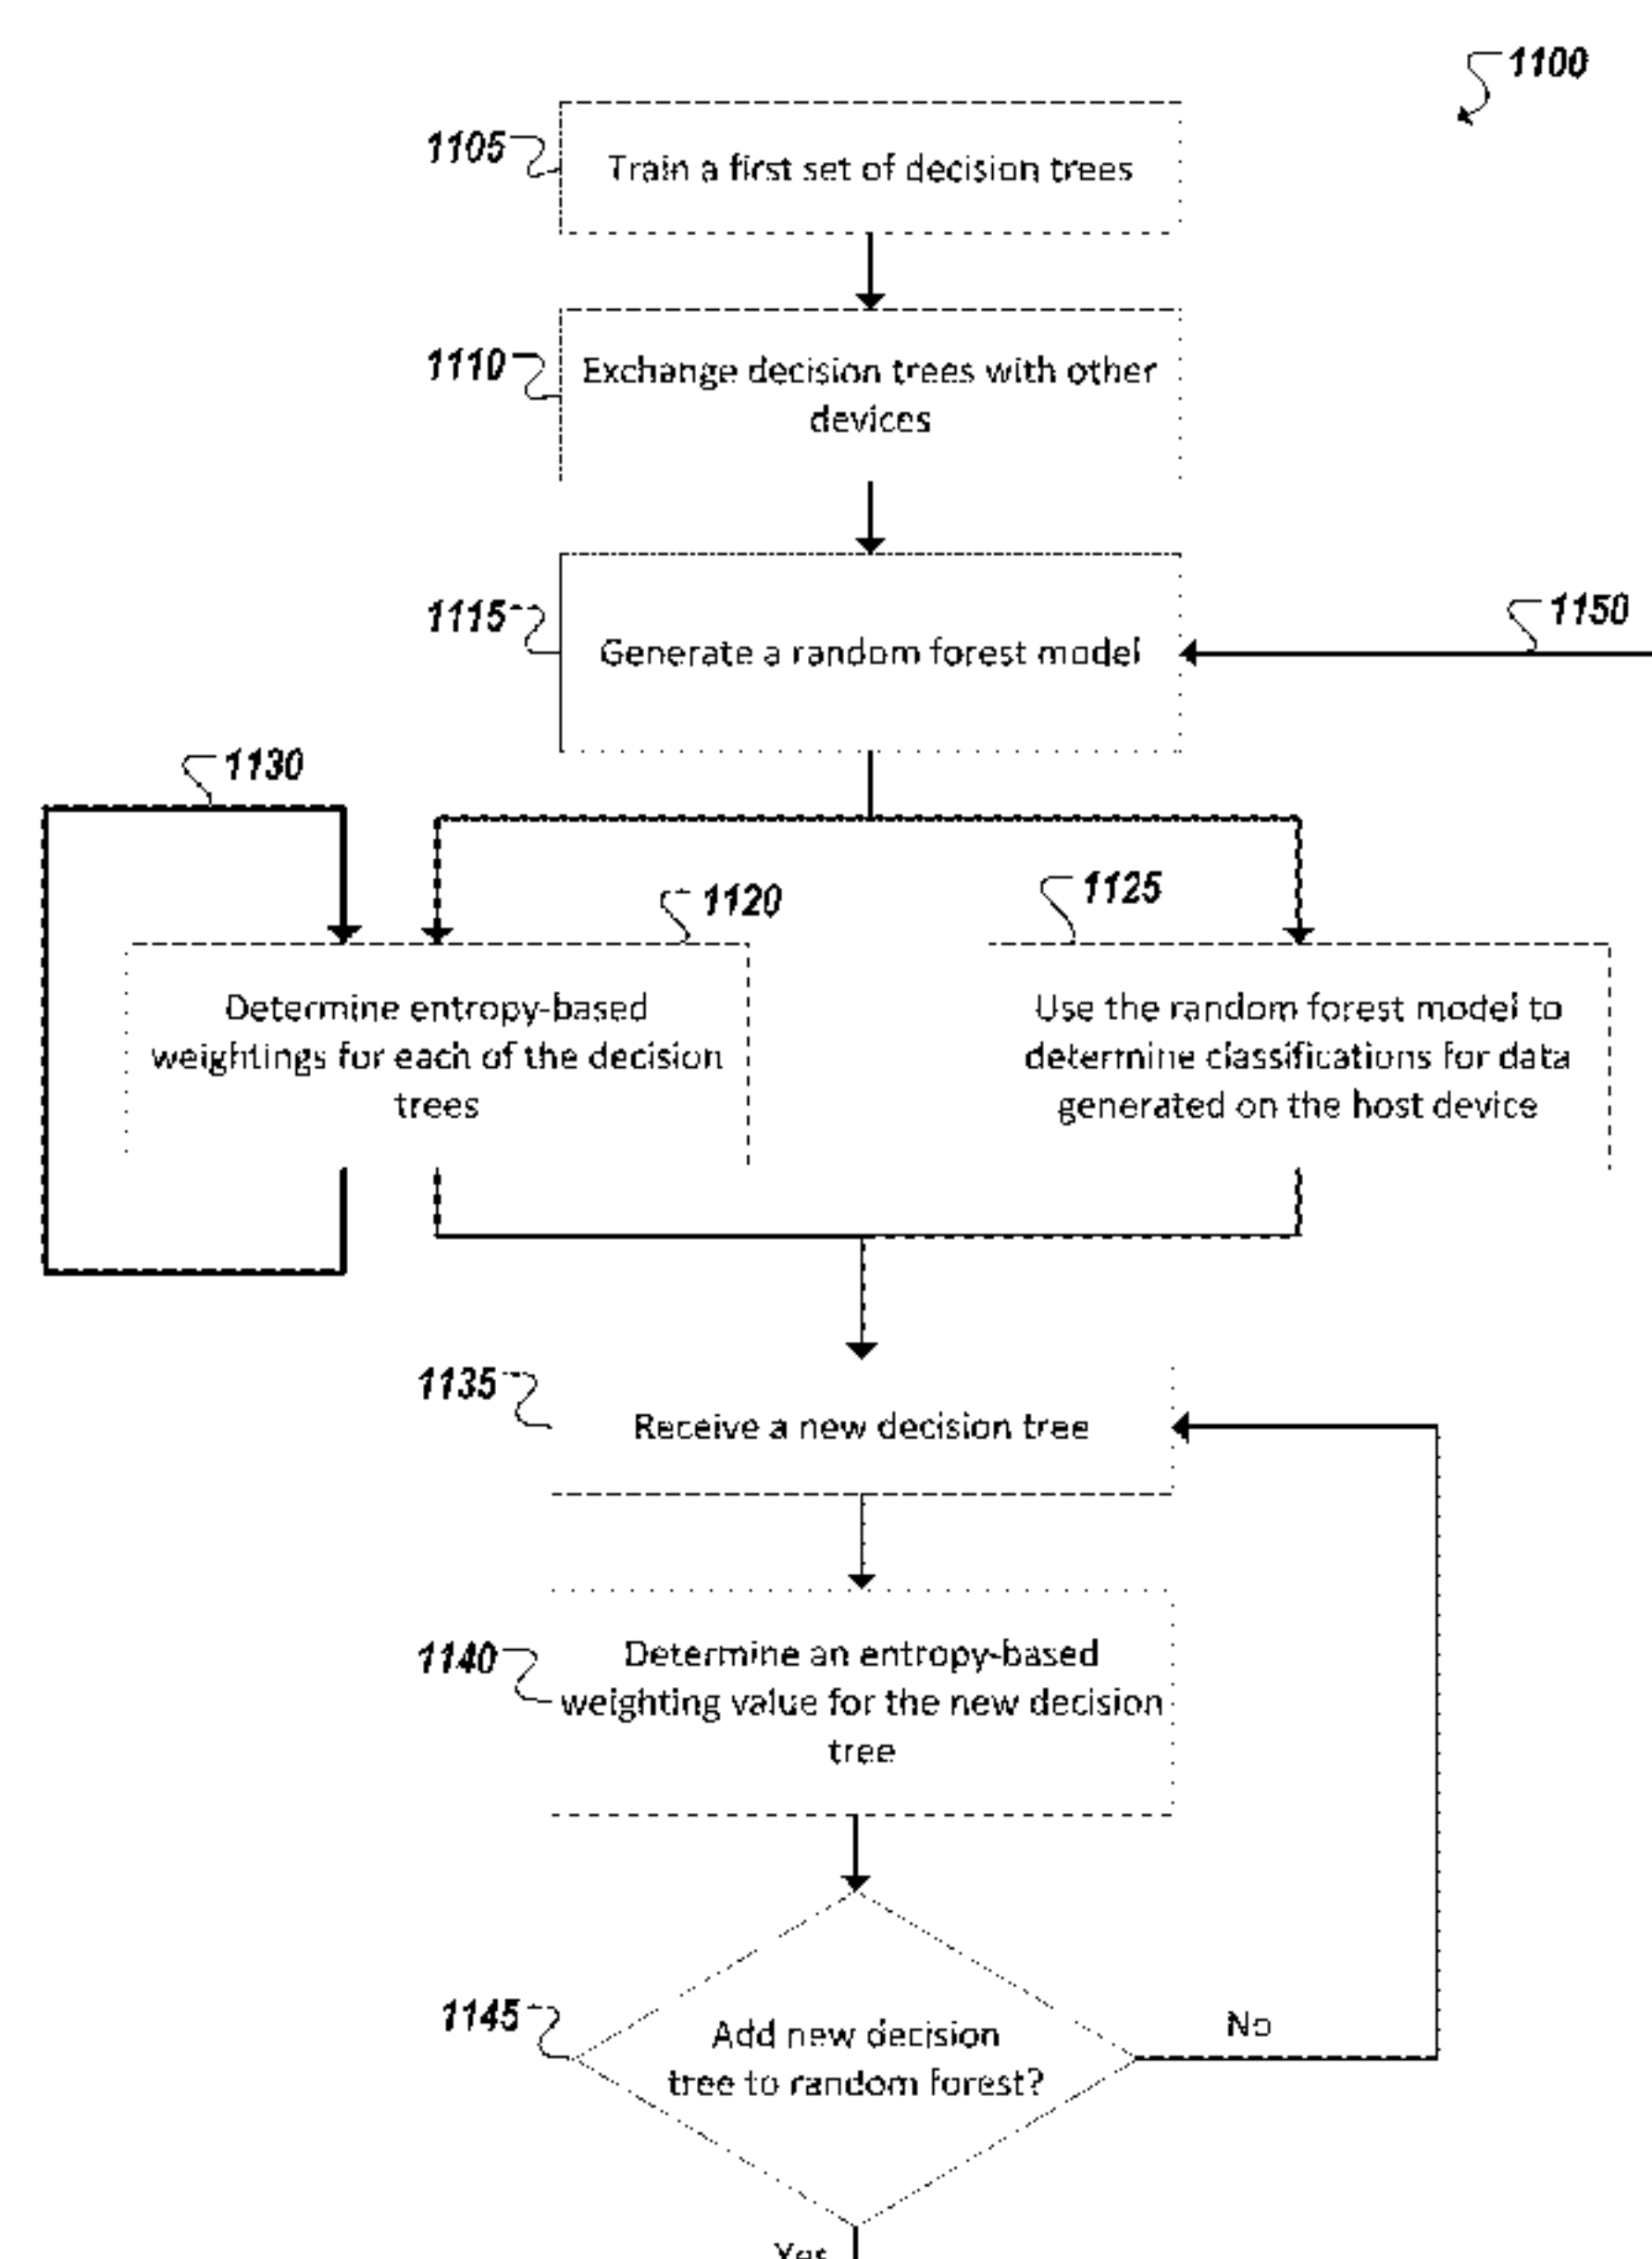 1100
1105
Train a first set of decision trees
1110
Exchange decision trees with other
devices
1115
Generate a random forest model
1150
1130
1120
1125
Determine entropy-based
weightings for each of the decision
trees
Use the random forest model to
determine classifications for data
generated on the host device
1135
Receive a new decision tree
1140
Determine an entropy-based
weighting value for the new decision
tree
1145
Add new decision
tree to random forest?
No
Yes